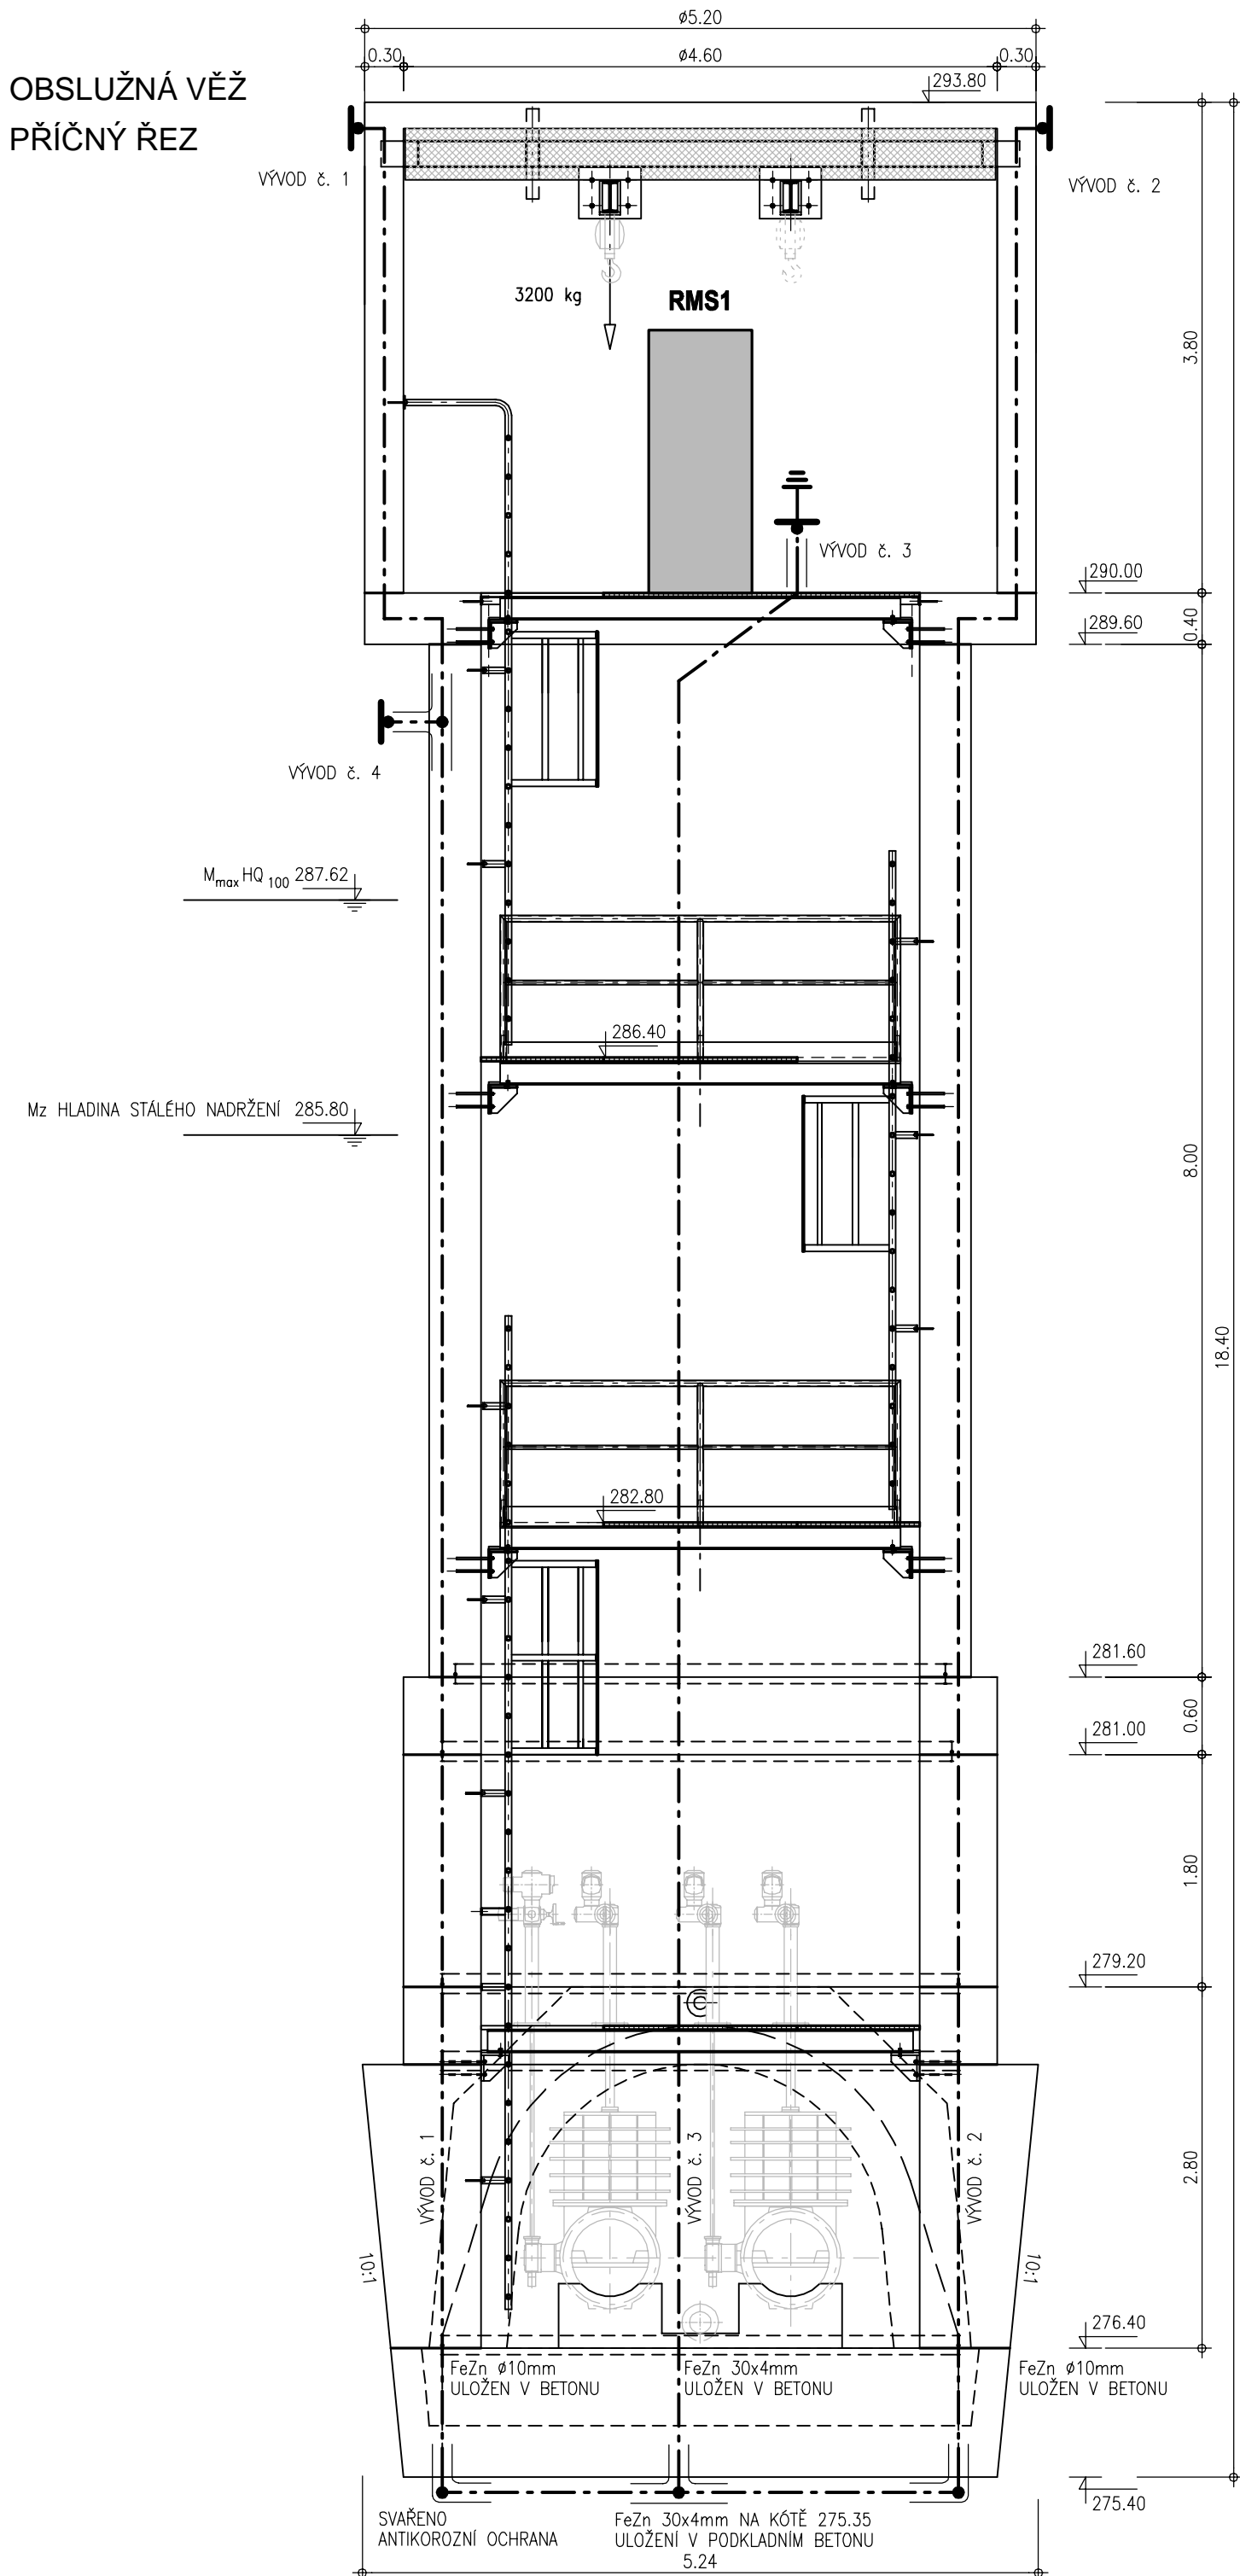 ø5.20
0.30
ø4.60
0.30
OBSLUŽNÁ VĚŽ
PŘÍČNÝ ŘEZ
293.80
VÝVOD č. 1
VÝVOD č. 2
3200 kg
RMS1
3.80
VÝVOD č. 3
290.00
289.60
0.40
VÝVOD č. 4
Mmax HQ 100 287.62
286.40
Mz HLADINA STÁLÉHO NADRŽENÍ 285.80
8.00
18.40
282.80
281.60
0.60
281.00
1.80
279.20
VÝVOD č. 1
VÝVOD č. 3
VÝVOD č. 2
2.80
10:1
10:1
276.40
FeZn ø10mm
ULOŽEN V BETONU
FeZn 30x4mm
ULOŽEN V BETONU
FeZn ø10mm
ULOŽEN V BETONU
275.40
SVAŘENO
ANTIKOROZNÍ OCHRANA
FeZn 30x4mm NA KÓTĚ 275.35
ULOŽENÍ V PODKLADNÍM BETONU
5.24